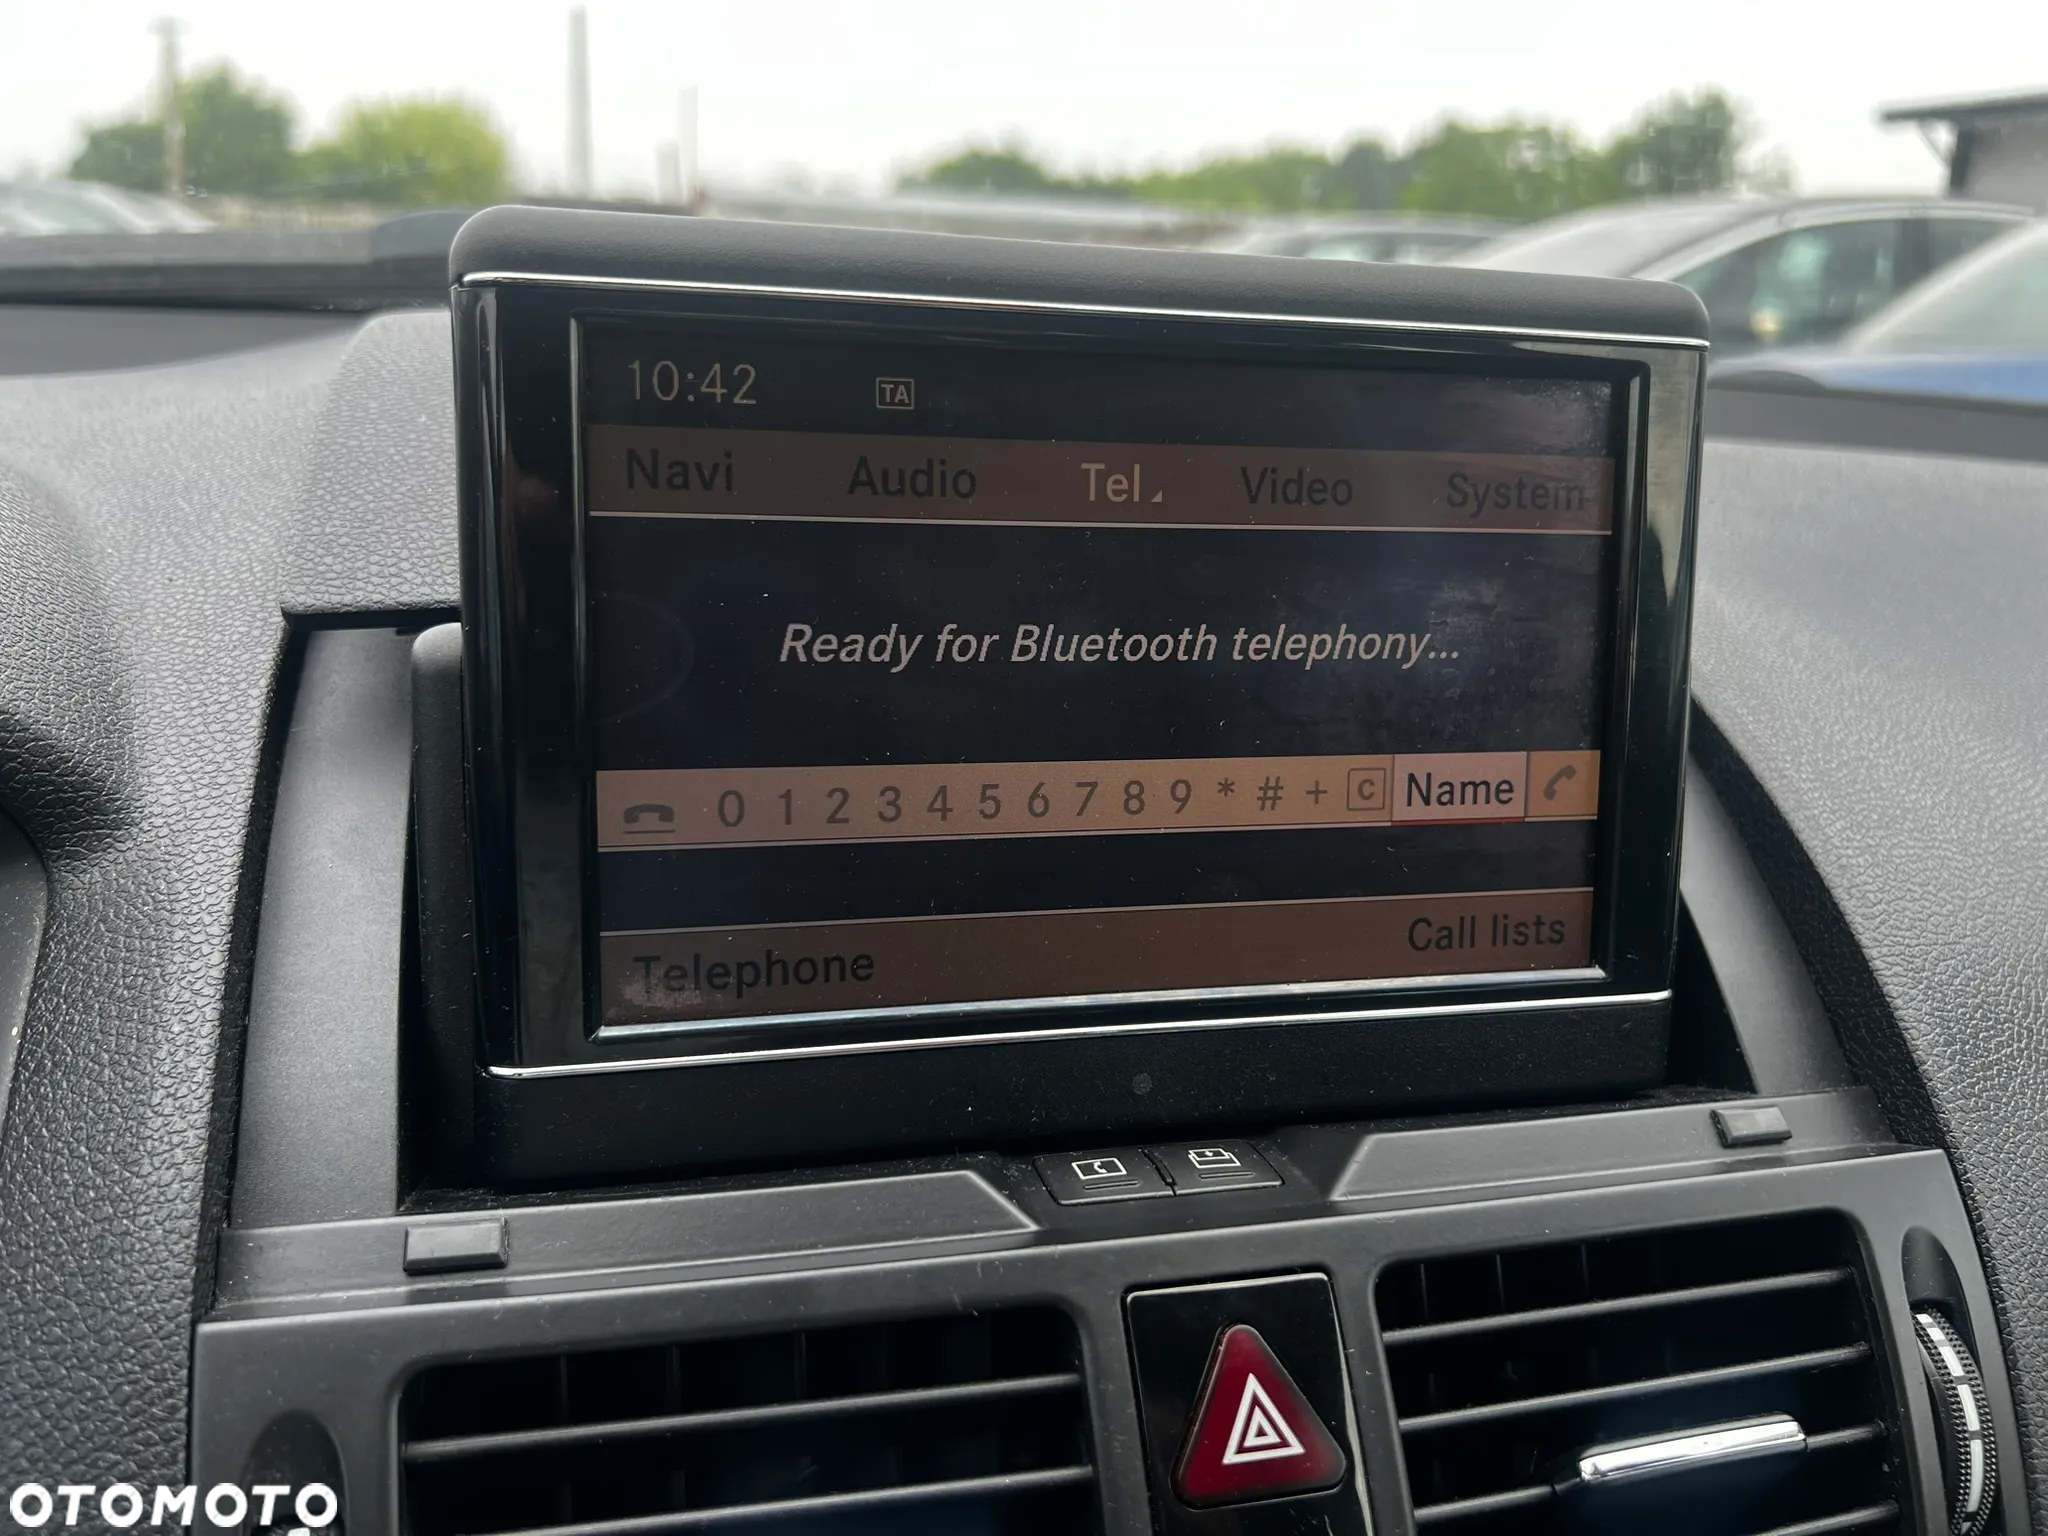 10:42 TA
Navi Audio Tel Video System
Ready for Bluetooth telephony...
0 1 2 3 4 5 6 7 8 9 * # + C Name
Telephone Call lists
OTOMOTO